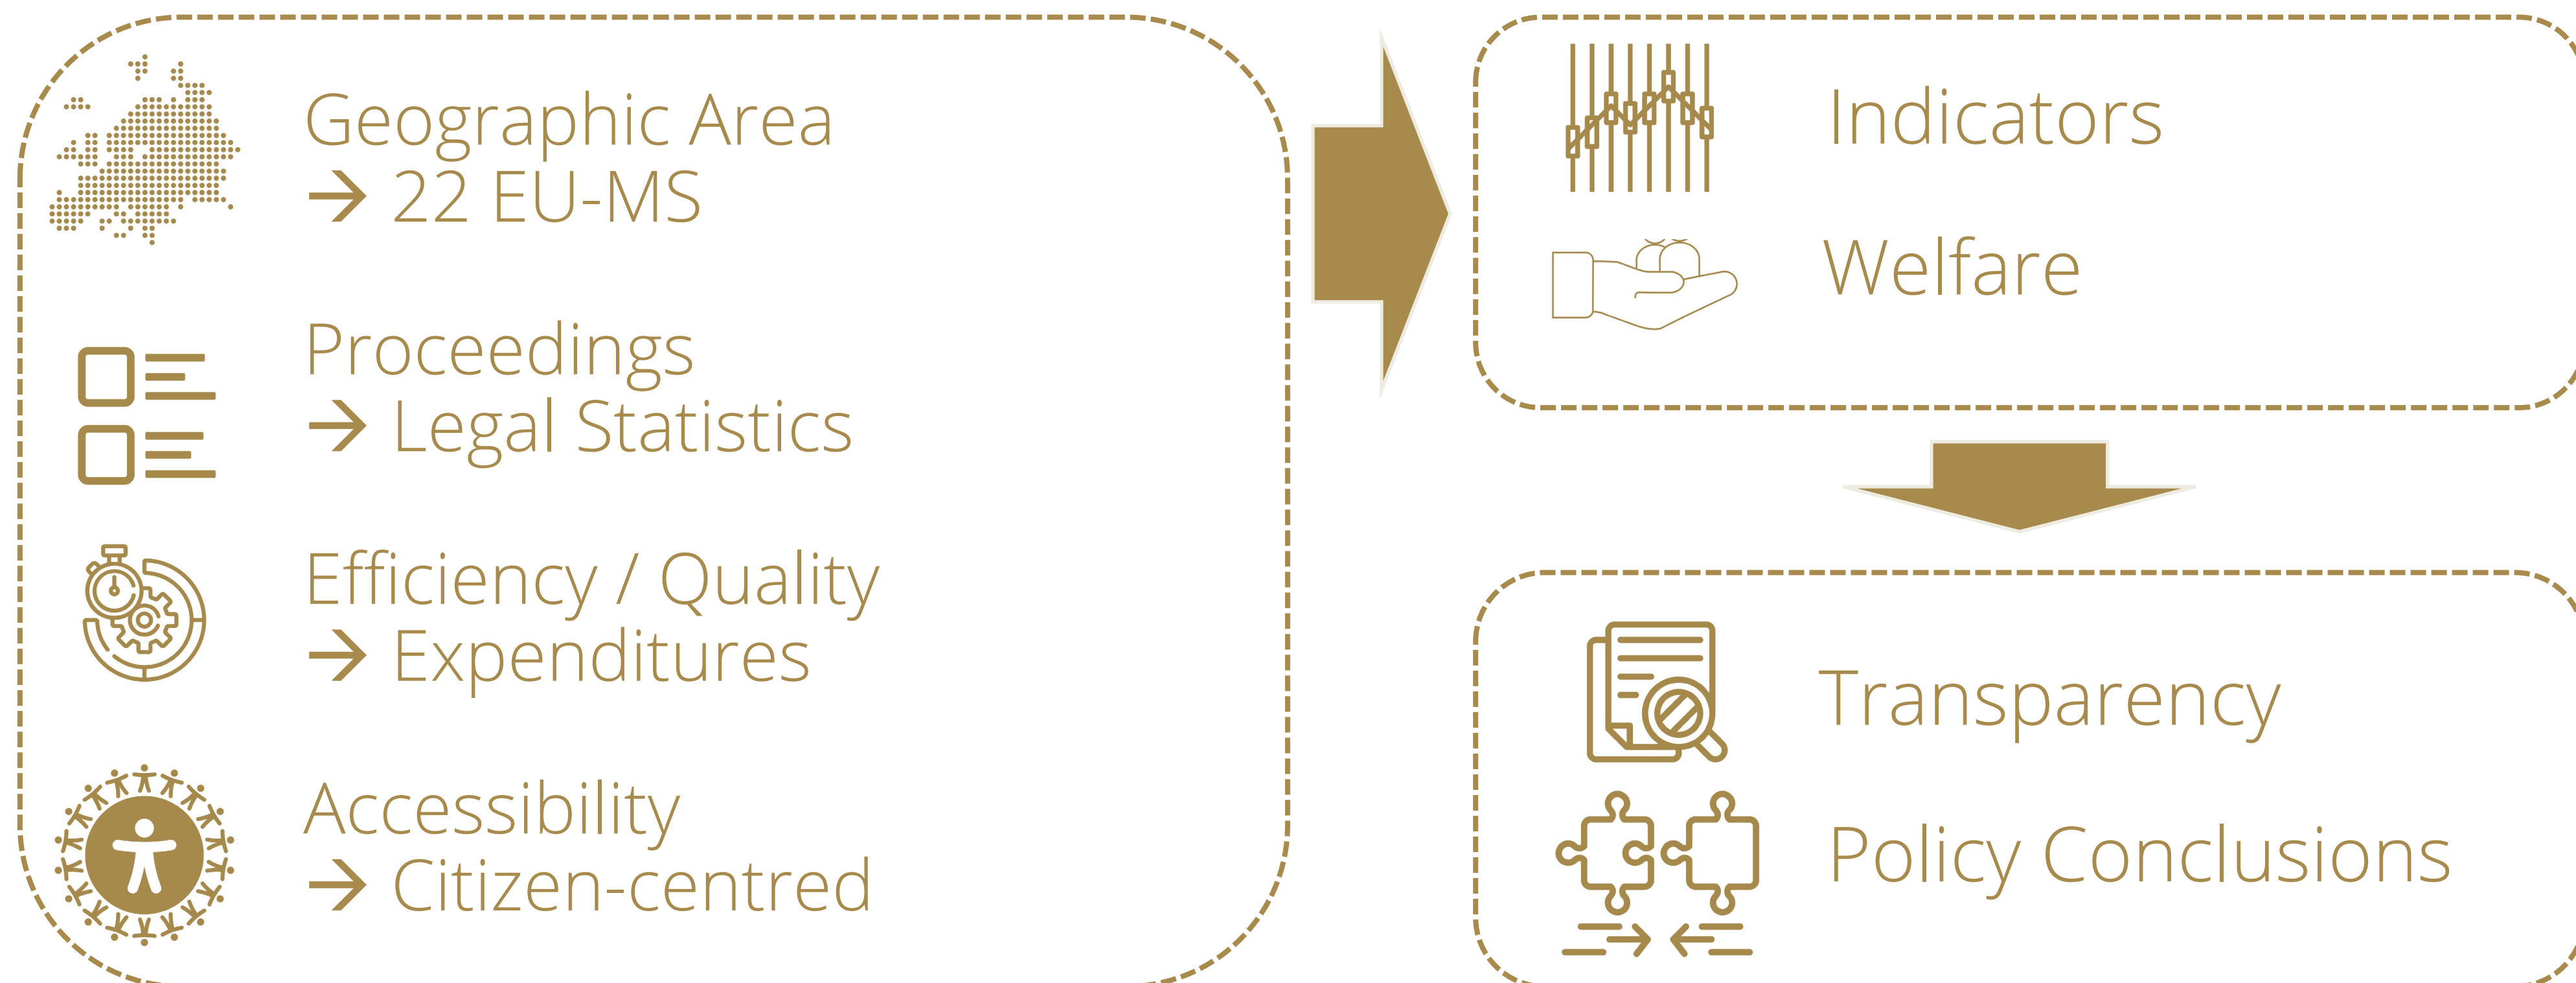 Geographic Area
→ 22 EU-MS
Proceedings
→ Legal Statistics
Efficiency / Quality
→ Expenditures
Accessibility
→ Citizen-centred
Indicators
Welfare
Transparency
Policy Conclusions